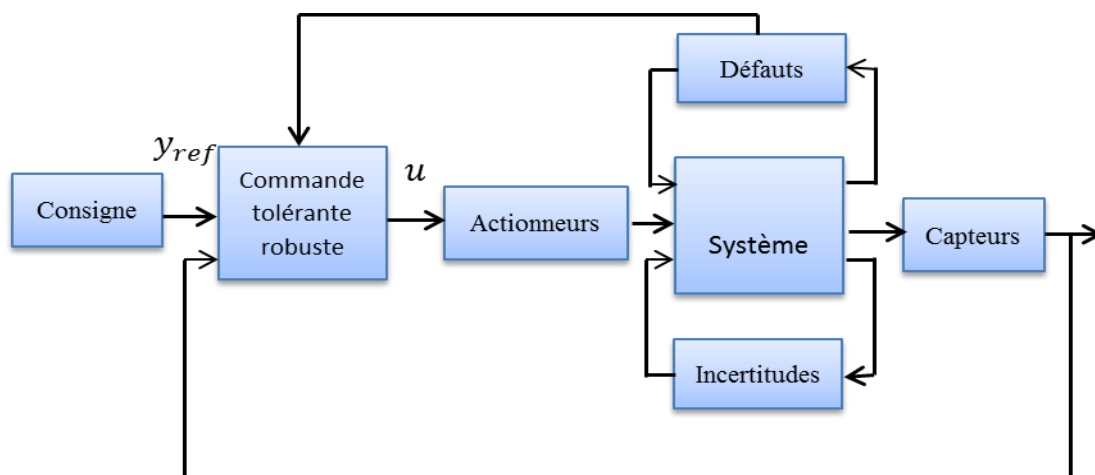 Défauts
y_ref
u
Consigne
Commande
tolérante
robuste
Actionneurs
Système
Capteurs
Incertitudes